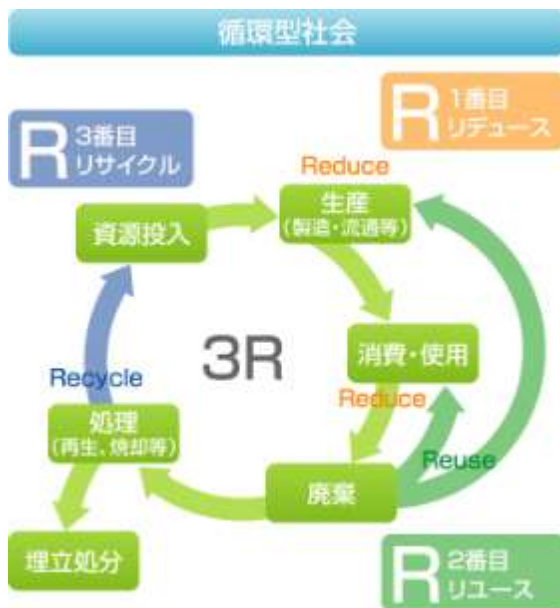 循環型社会
R 1番目
リデュース
R 3番目
リサイクル
Reduce
生産
(製造・流通等)
資源投入
3R
消費・使用
Recycle
Reduce
処理
(再生、焼却等)
Reuse
廃棄
埋立処分
R 2番目
リユース